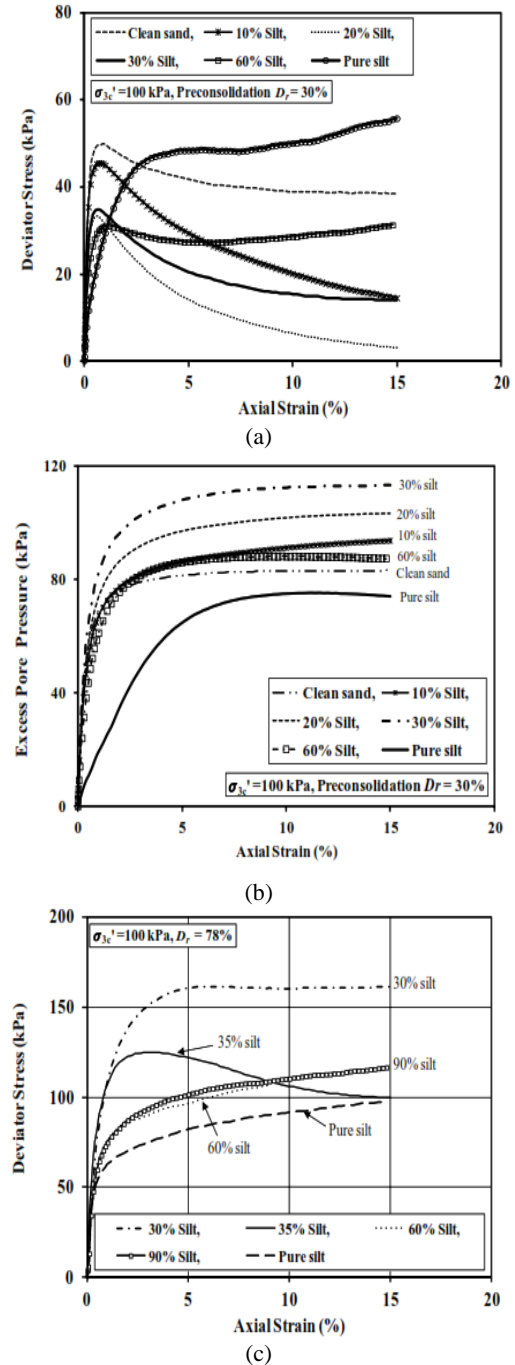 80
60
40
20
0
Deviator Stress (kPa)
Clean sand, 10% Silt, 20% Silt,
30% Silt, 60% Silt, Pure silt
σ3c'=100 kPa, Preconsolidation Dr = 30%
0 5 10 15 20
Axial Strain (%)
(a)
120
80
40
0
Excess Pore Pressure (kPa)
30% silt
20% silt
10% silt
60% silt
Clean sand
Pure silt
Clean sand, 10% Silt,
20% Silt, 30% Silt,
60% Silt, Pure silt
σ3c'=100 kPa, Preconsolidation Dr = 30%
0 5 10 15 20
Axial Strain (%)
(b)
200
150
100
50
0
Deviator Stress (kPa)
σ3c'=100 kPa, Dr = 78%
30% silt
35% silt
90% silt
60% silt
Pure silt
30% Silt, 35% Silt, 60% Silt,
90% Silt, Pure silt
0 5 10 15 20
Axial Strain (%)
(c)